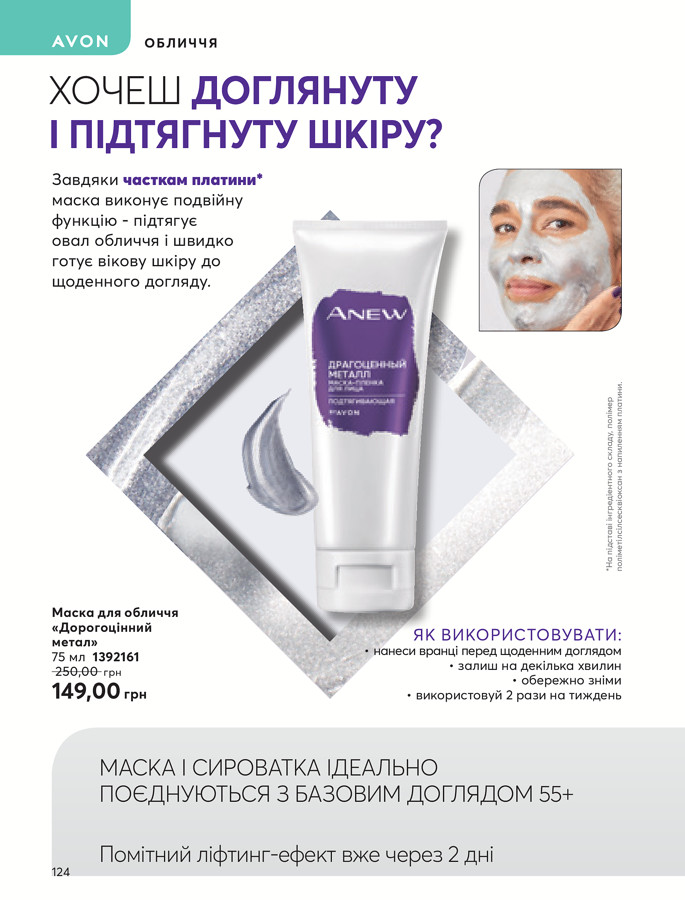 AVON
ОБЛИЧЧЯ
ХОЧЕШ ДОГЛЯНУТУ
І ПІДТЯГНУТУ ШКІРУ?
Завдяки часткам платини*
маска виконує подвійну
функцію - підтягує
овал обличчя і швидко
готує вікову шкіру до
щоденного догляду.
ANEW
ДРАГОЦЕННЫЙ
МЕТАЛЛ
МАСКА-ПЛЕНКА
ДЛЯ ЛИЦА
ПОДТЯГИВАЮЩАЯ
AVON
*На підставі інгредієнтного складу, полімер
поліметілсілсесквіоксан з напиленням платини.
Маска для обличчя
«Дорогоцінний
метал»
75 мл 1392161
250,00 грн
149,00 грн
ЯК ВИКОРИСТОВУВАТИ:
• нанеси вранці перед щоденним доглядом
• залиш на декілька хвилин
• обережно зніми
• використовуй 2 рази на тиждень
МАСКА І СИРОВАТКА ІДЕАЛЬНО
ПОЄДНУЮТЬСЯ З БАЗОВИМ ДОГЛЯДОМ 55+
Помітний ліфтинг-ефект вже через 2 дні
124